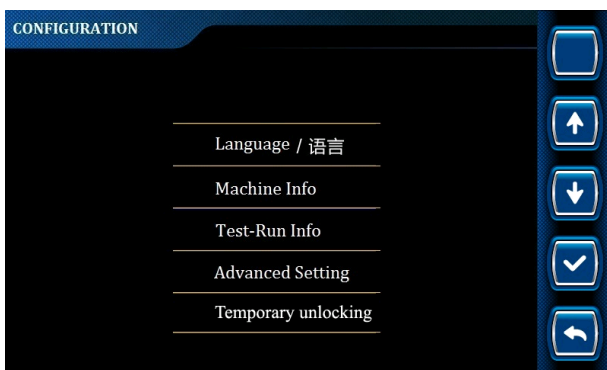 CONFIGURATION
Language / 语言
Machine Info
Test-Run Info
Advanced Setting
Temporary unlocking